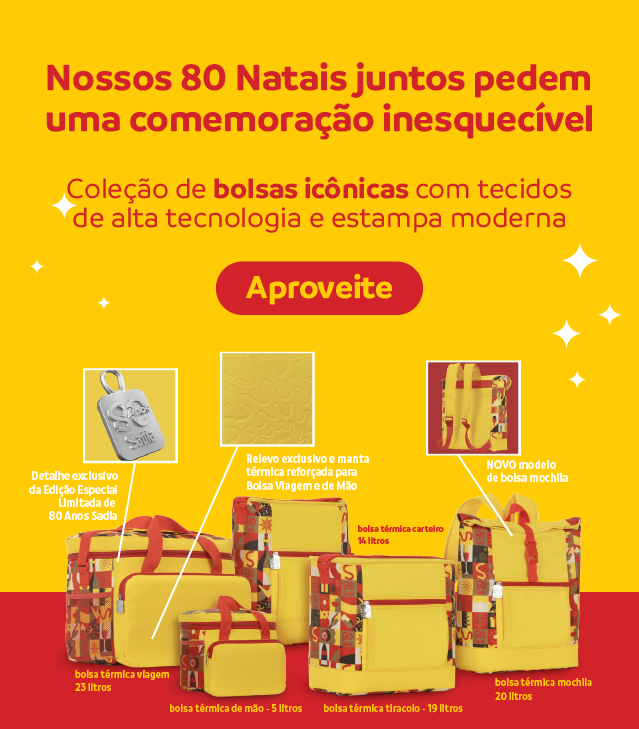 Nossos 80 Natais juntos pedem
uma comemoração inesquecível
Coleção de bolsas icônicas com tecidos
de alta tecnologia e estampa moderna
Aproveite
80
Anos
Sadia
Detalhe exclusivo
da Edição Especial
Limitada de
80 Anos Sadia
Relevo exclusivo e manta
térmica reforçada para
Bolsa Viagem e de Mão
NOVO modelo
de bolsa mochila
bolsa térmica carteiro
14 litros
bolsa térmica viagem
23 litros
bolsa térmica de mão - 5 litros
bolsa térmica tiracolo - 19 litros
bolsa térmica mochila
20 litros